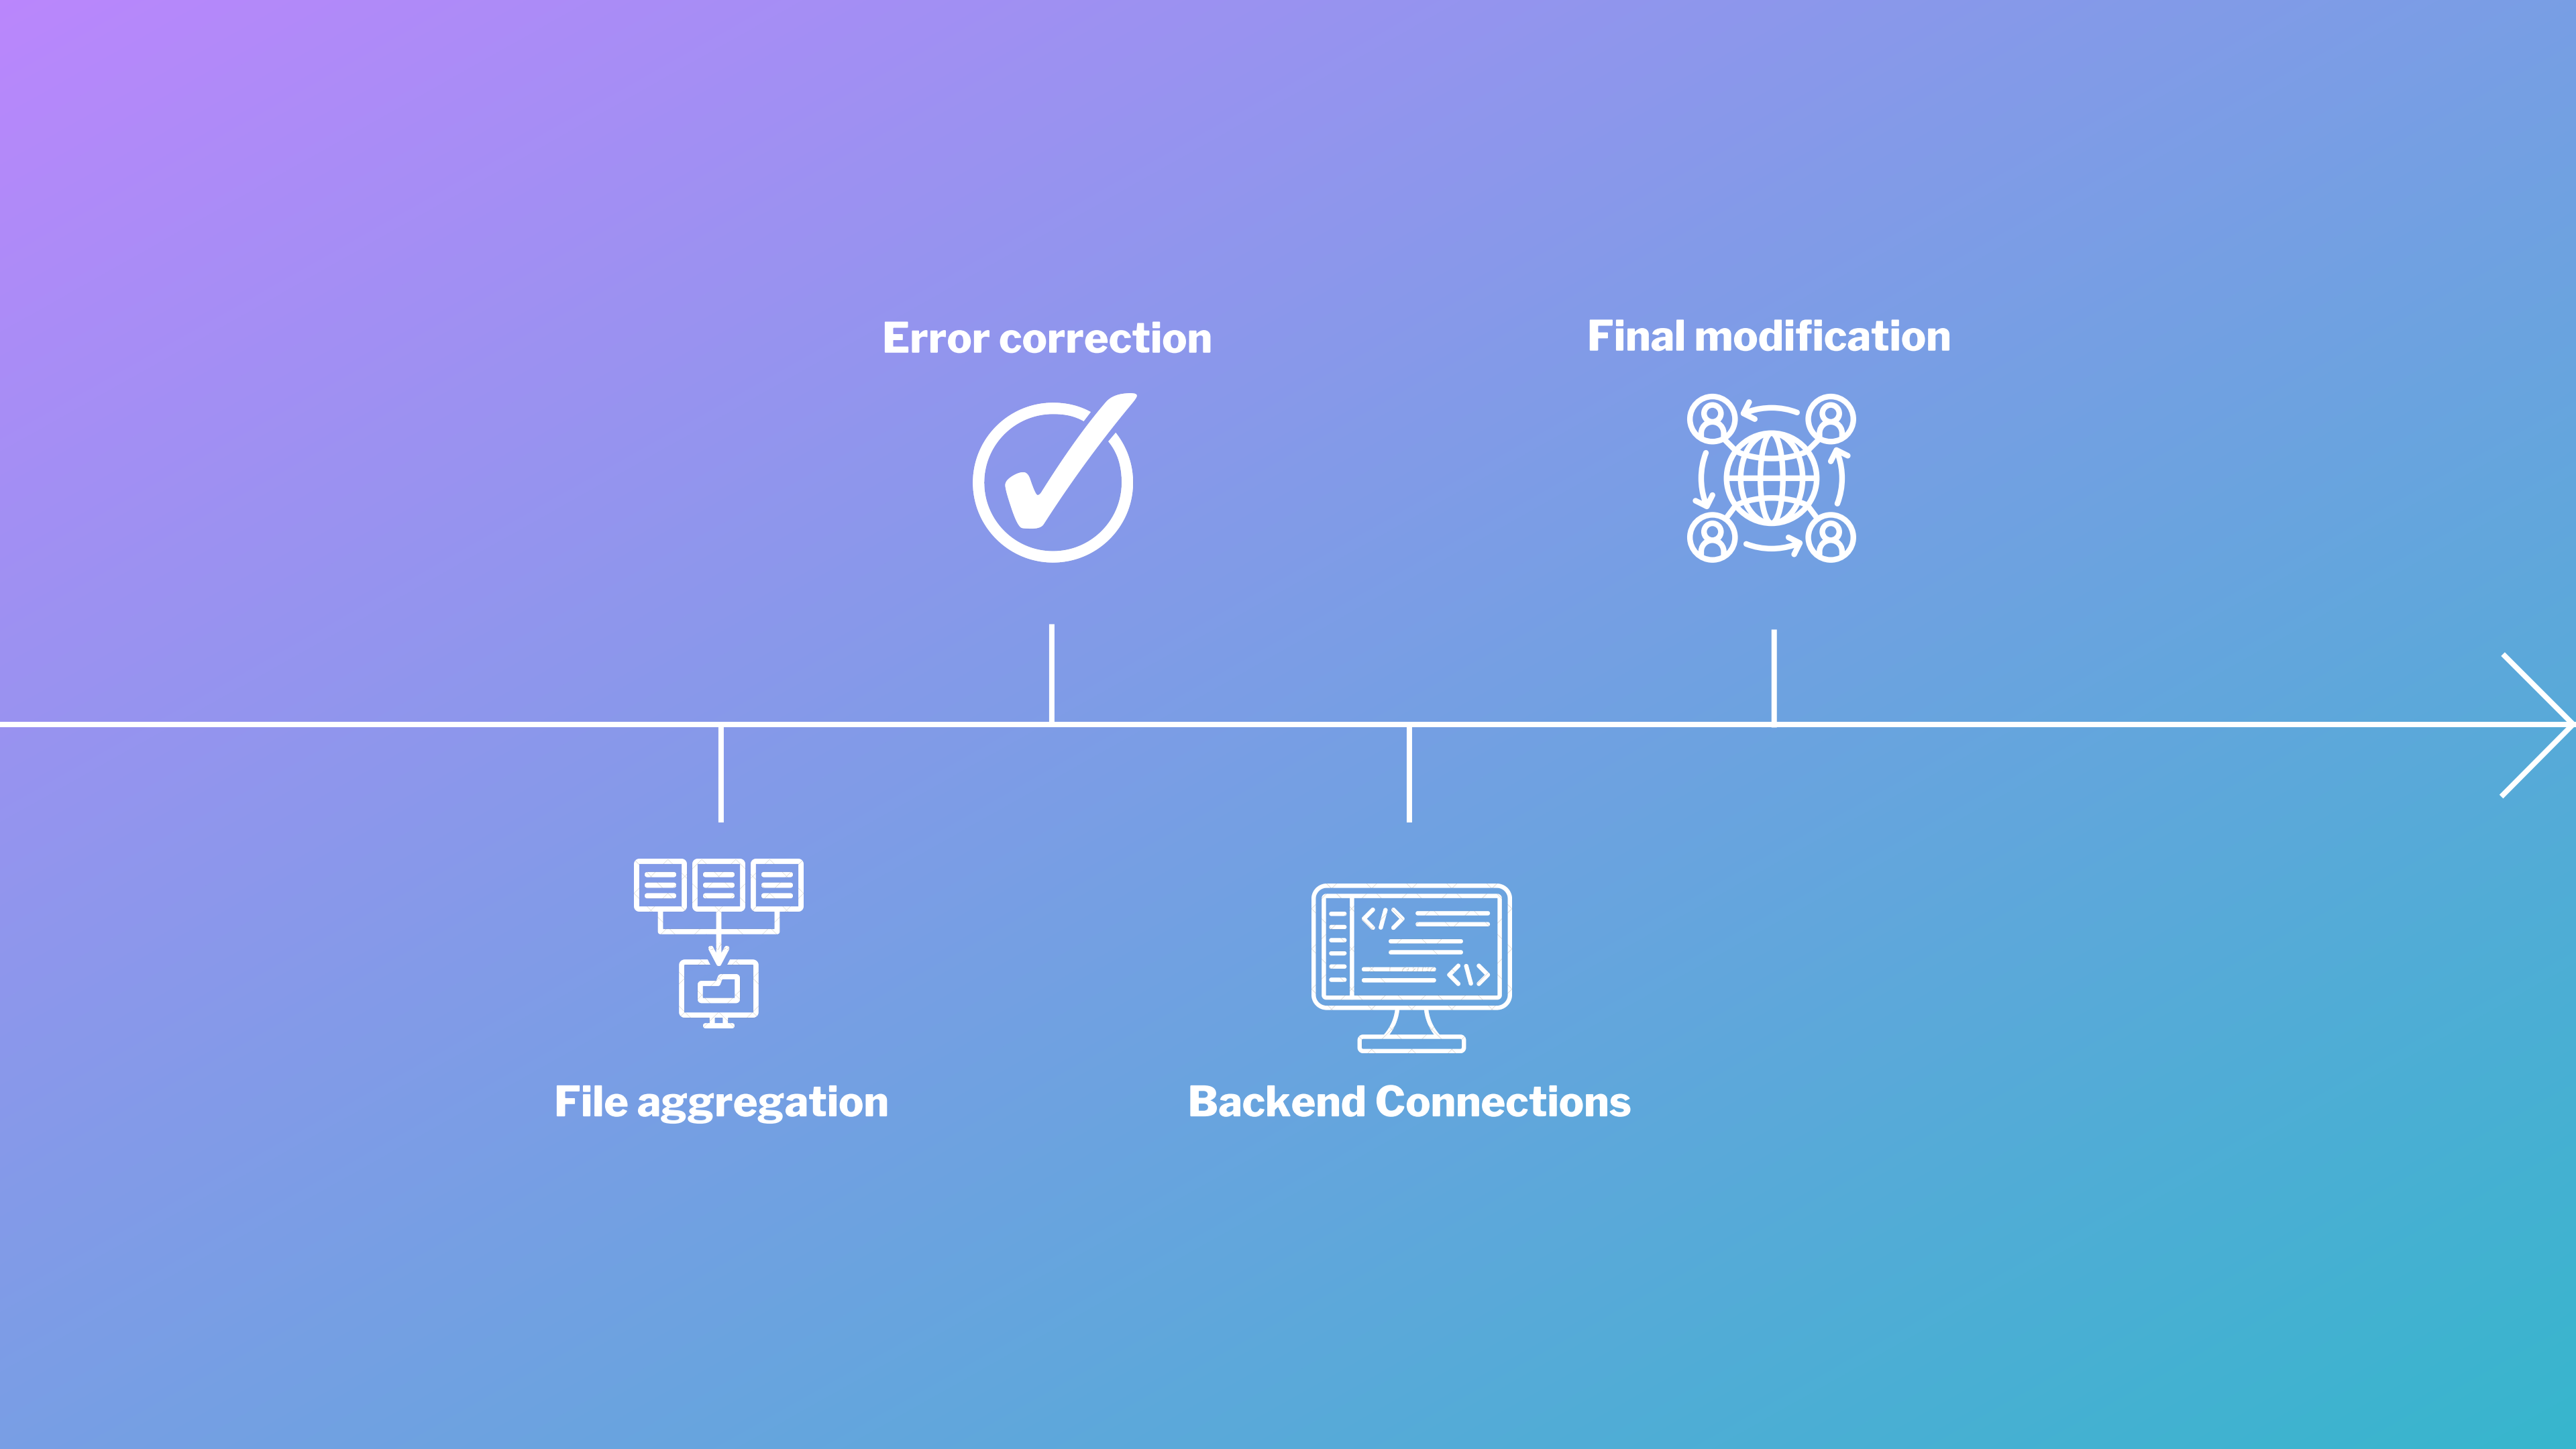 Error correction
Final modification
File aggregation
Backend Connections